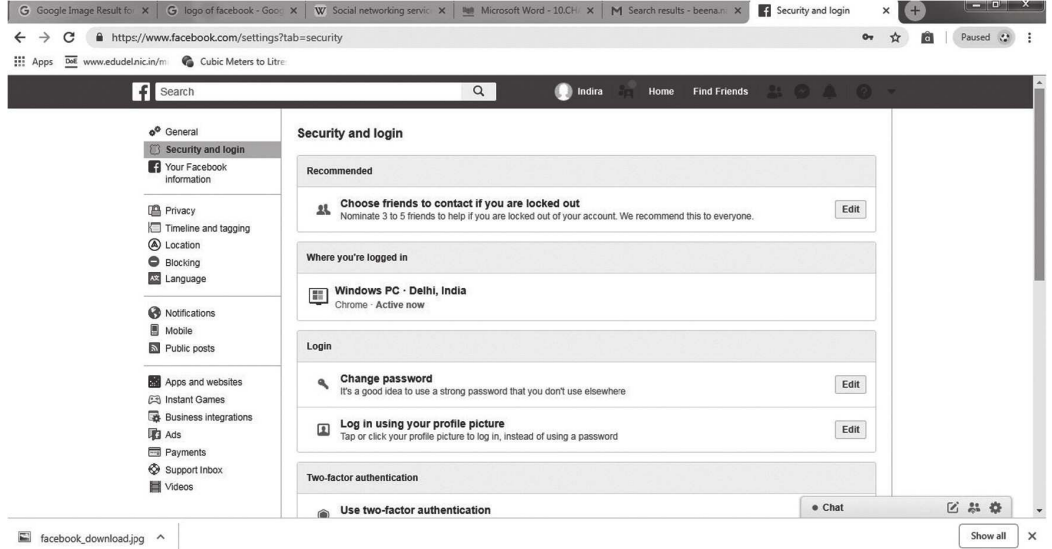 Google Image Result fo
logo of facebook - Goog
Social networking servic
Microsoft Word - 10.CH
Search results - beena.n
Security and login
https://www.facebook.com/settings?tab=security
Paused
Apps
www.edudel.nic.in/m
Cubic Meters to Litre
Search
Indira
Home
Find Friends
General
Security and login
Your Facebook
information
Privacy
Timeline and tagging
Location
Blocking
Language
Notifications
Mobile
Public posts
Apps and websites
Instant Games
Business integrations
Ads
Payments
Support Inbox
Videos
Security and login
Recommended
Choose friends to contact if you are locked out
Nominate 3 to 5 friends to help if you are locked out of your account. We recommend this to everyone.
Edit
Where you're logged in
Windows PC · Delhi, India
Chrome · Active now
Login
Change password
It's a good idea to use a strong password that you don't use elsewhere
Edit
Log in using your profile picture
Tap or click your profile picture to log in, instead of using a password
Edit
Two-factor authentication
Use two-factor authentication
Chat
facebook_download.jpg
Show all